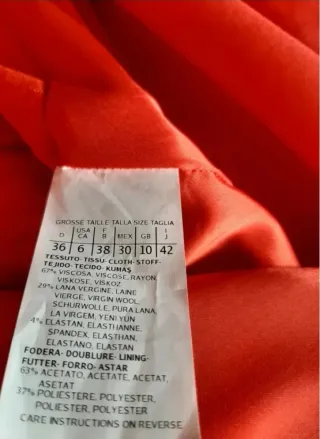 GROSSE TAILLE TALLA SIZE TAGLIA
D USA CA F B MEX GB I J
36 6 38 30 10 42
TESSUTO-TISSU-CLOTH-STOFF-
TEJIDO-TECIDO-KUMAŞ
67% VISCOSA, VISCOSE, RAYON,
VISKOSE, VISKOZ
29% LANA VERGINE, LAINE
VIERGE, VIRGIN WOOL,
SCHURWOLLE, PURA LANA,
LA VIRGEM, YENI YÜN
4% ELASTAN, ELASTHANNE,
SPANDEX, ELASTHAN,
ELASTANO, ELASTAN
FODERA- DOUBLURE- LINING-
FUTTER- FORRO-ASTAR
63% ACETATO, ACETATE, ACETAT,
ASETAT
37% POLIESTERE, POLYESTER,
POLIESTER, POLYESTER
CARE INSTRUCTIONS ON REVERSE